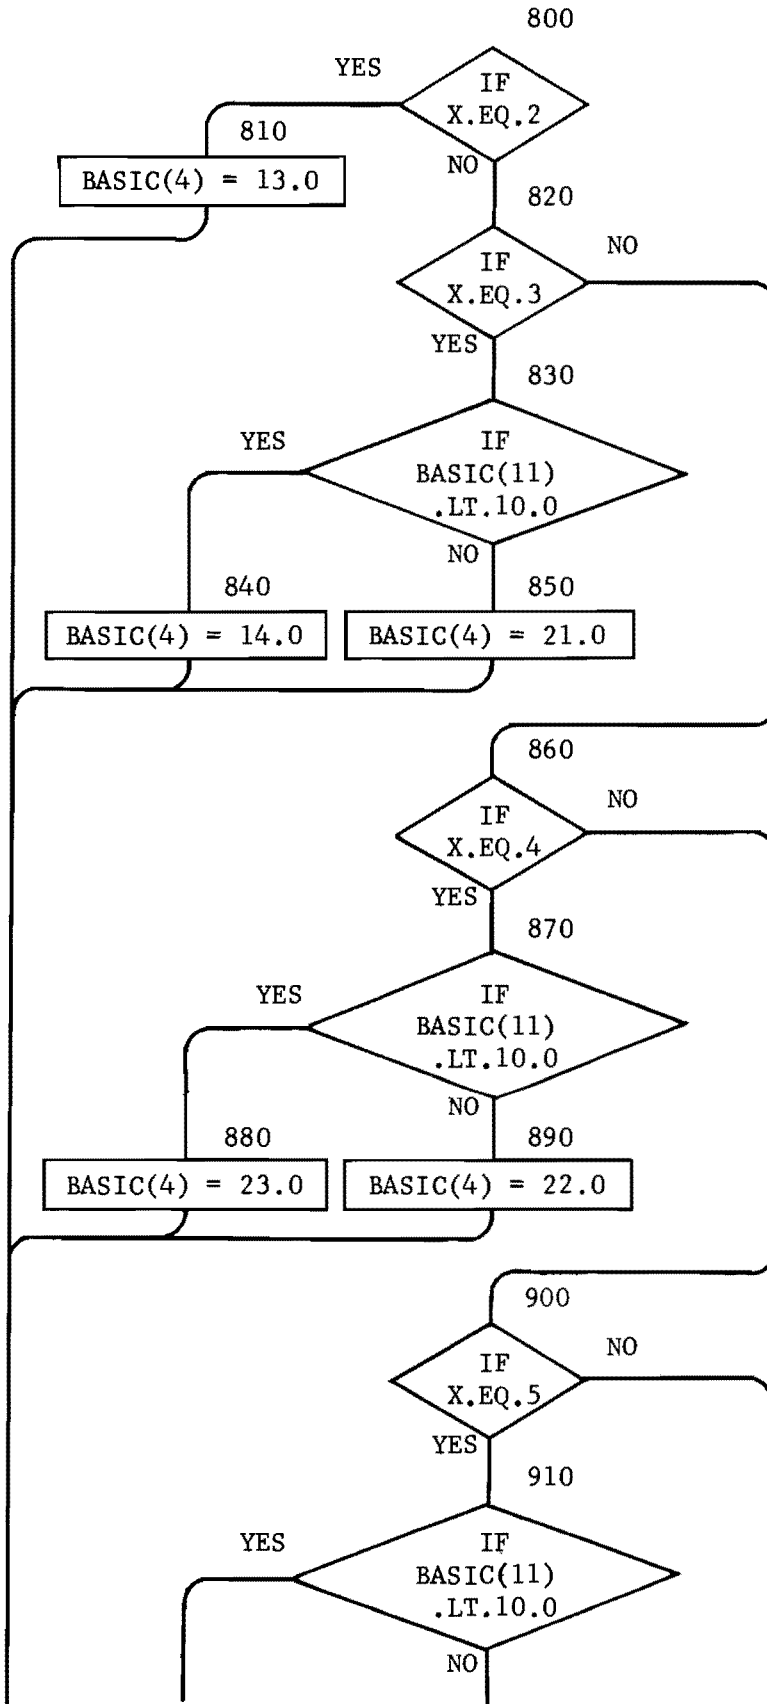 800
YES
IF
X.EQ.2
810
BASIC(4) = 13.0
NO
820
IF
X.EQ.3
NO
YES
830
YES
IF
BASIC(11)
.LT.10.0
NO
840
850
BASIC(4) = 14.0
BASIC(4) = 21.0
860
IF
X.EQ.4
NO
YES
870
YES
IF
BASIC(11)
.LT.10.0
NO
880
890
BASIC(4) = 23.0
BASIC(4) = 22.0
900
IF
X.EQ.5
NO
YES
910
YES
IF
BASIC(11)
.LT.10.0
NO